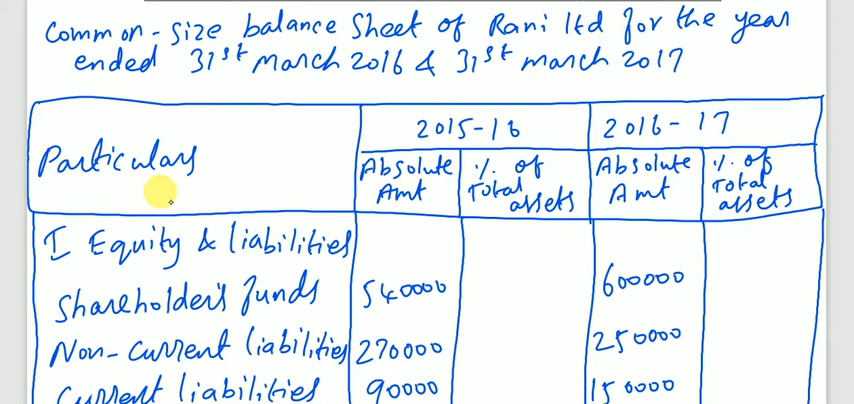 Common-Size balance Sheet of Rani ltd for the year
ended 31st March 2016 & 31st march 2017
Particulars
2015-16
2016-17
Absolute Amt
% of Total assets
Absolute Amt
% of Total assets
I Equity & liabilities
Shareholder's funds 540000 600000
Non-current liabilities 270000 250000
Current liabilities 90000 150000